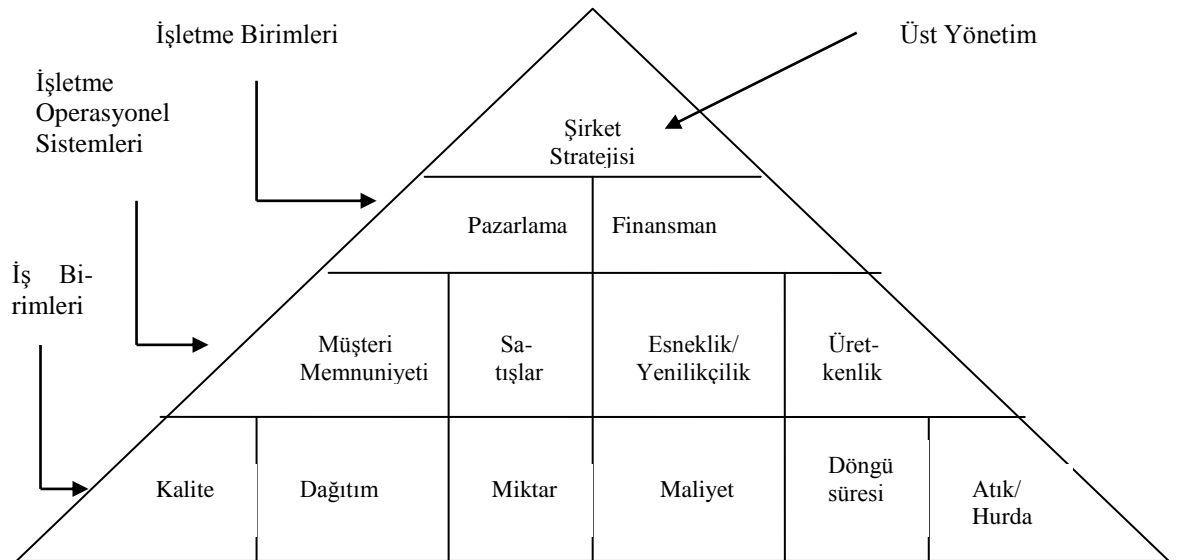 İşletme Birimleri
Üst Yönetim
İşletme
Operasyonel
Sistemleri
Şirket
Stratejisi
Pazarlama
Finansman
İş Bi-
rimleri
Müşteri
Memnuniyeti
Sa-
tışlar
Esneklik/
Yenilikçilik
Üret-
kenlik
Kalite
Dağıtım
Miktar
Maliyet
Döngü
süresi
Atık/
Hurda